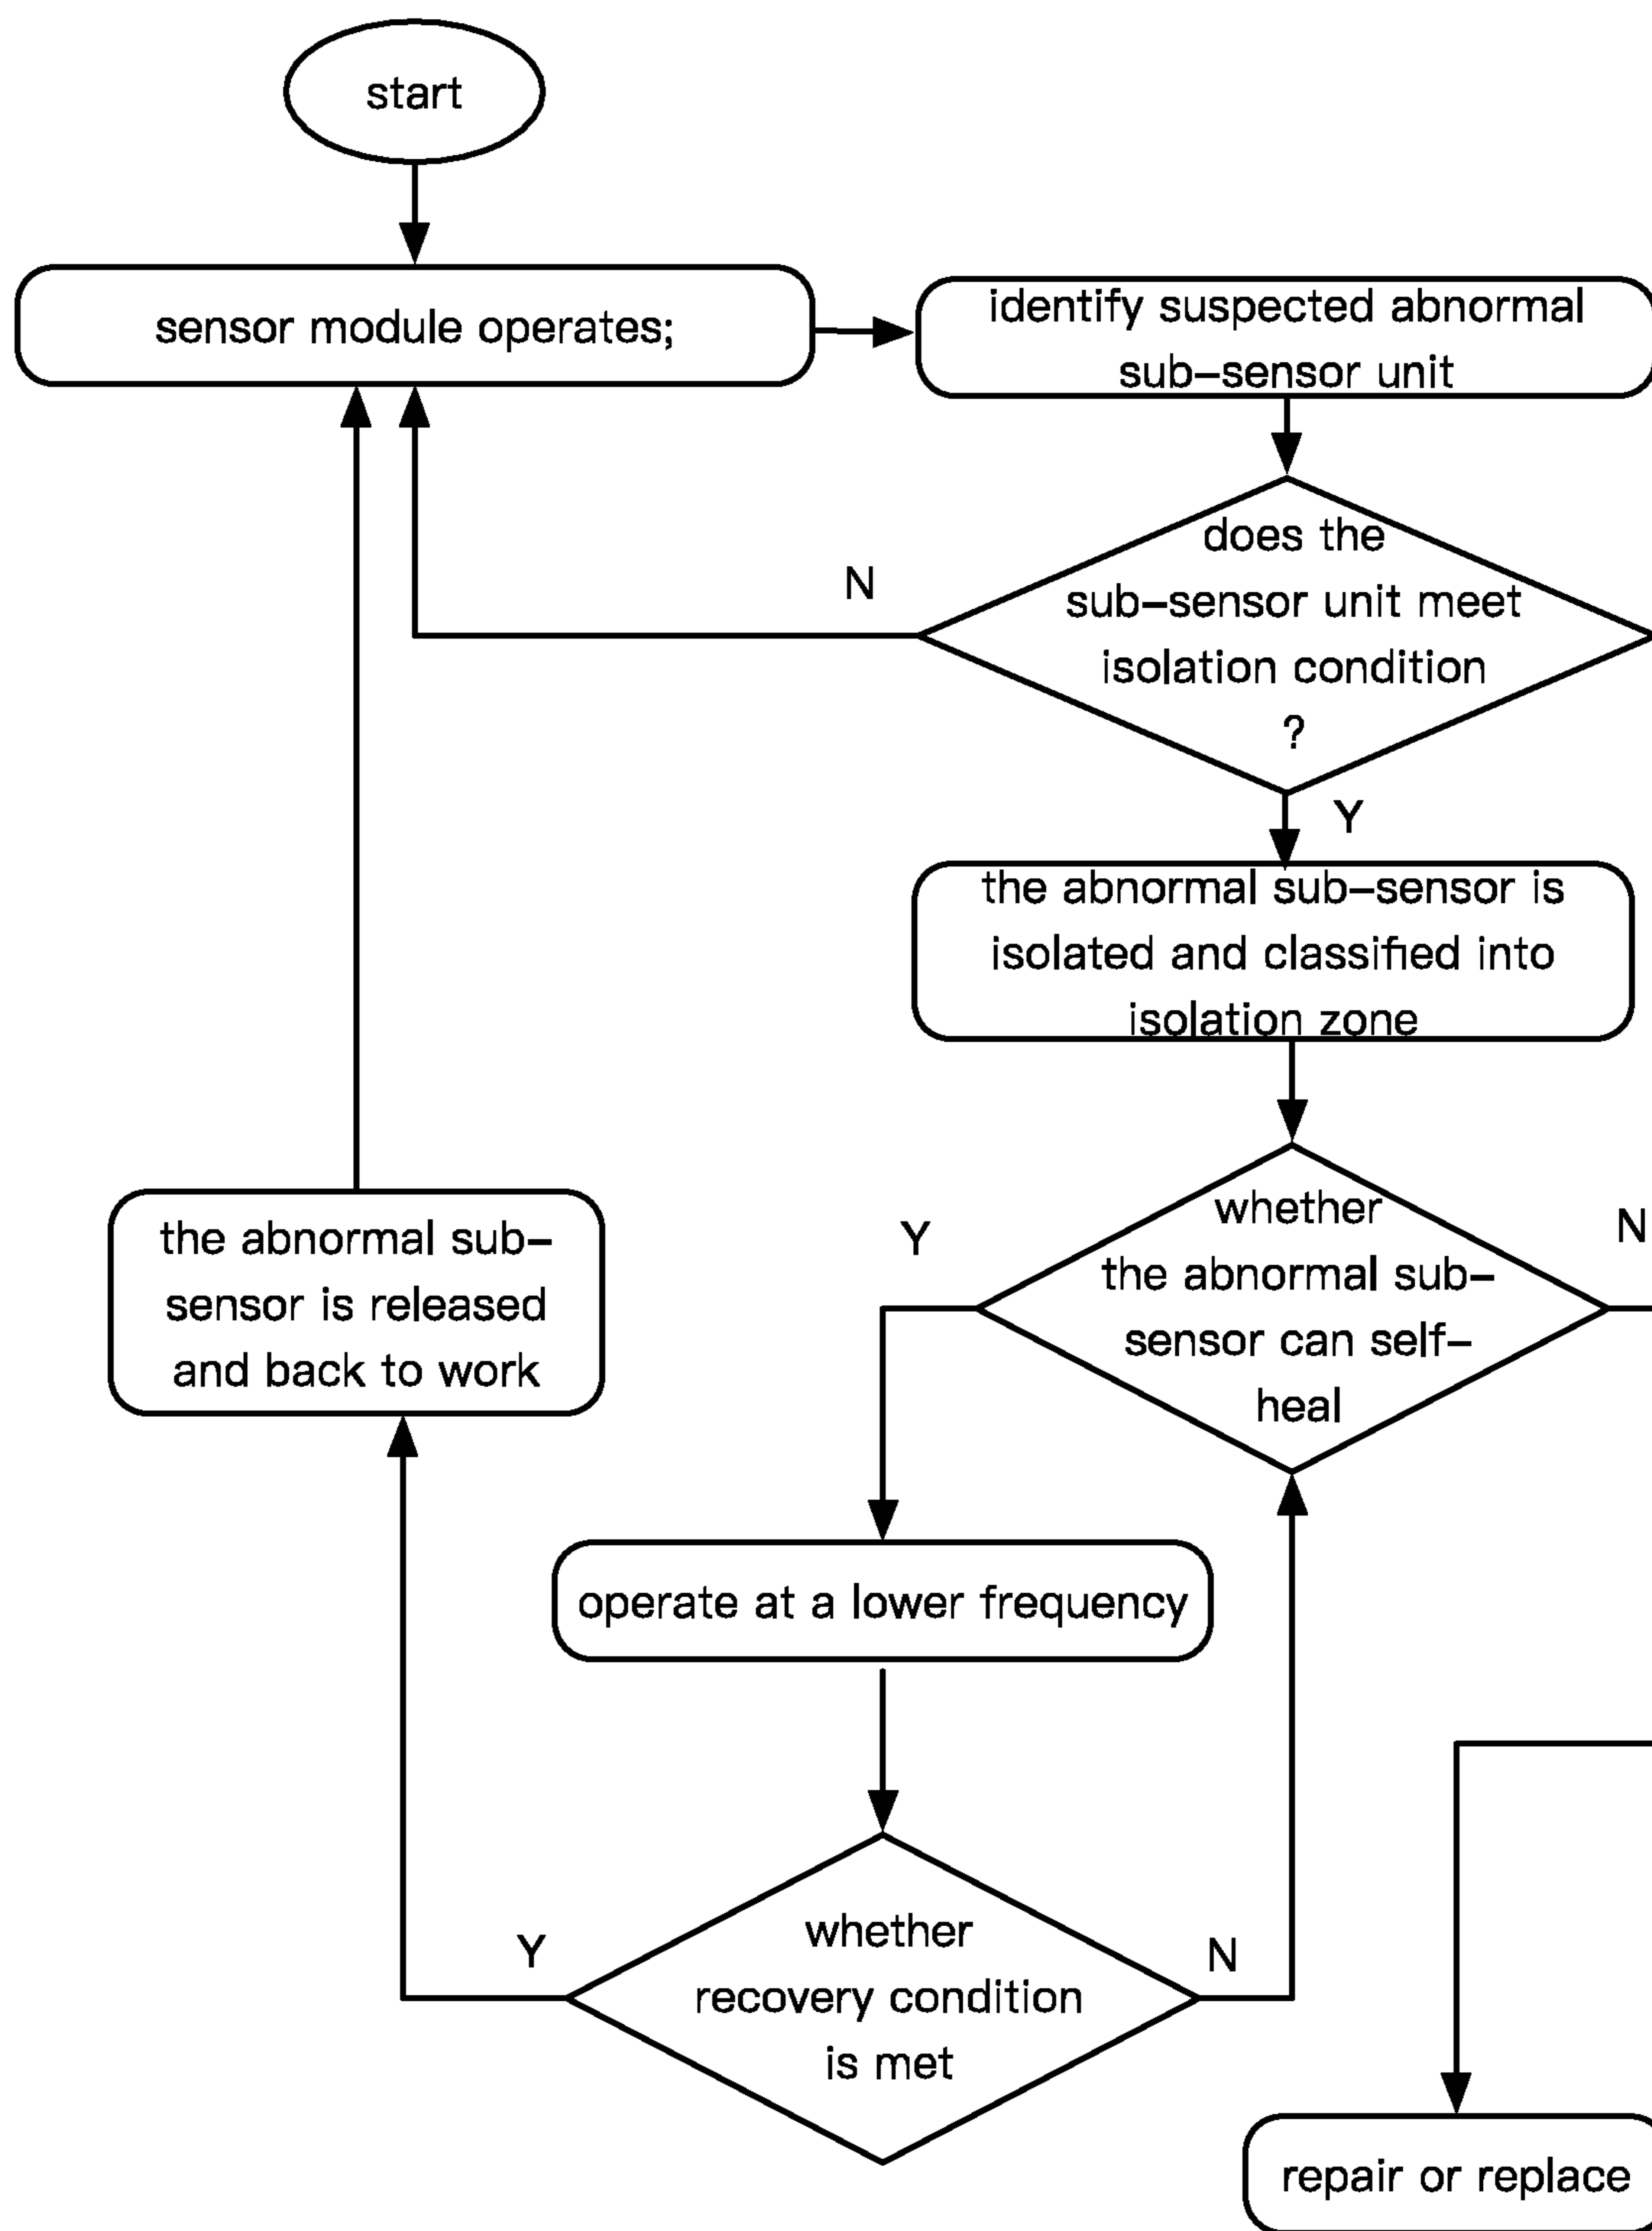 start
sensor module operates;
identify suspected abnormal
sub-sensor unit
does the
sub-sensor unit meet
isolation condition
?
N
Y
the abnormal sub-sensor is
isolated and classified into
isolation zone
whether
the abnormal sub-
sensor can self-
heal
Y
N
the abnormal sub-
sensor is released
and back to work
operate at a lower frequency
whether
recovery condition
is met
Y
N
repair or replace